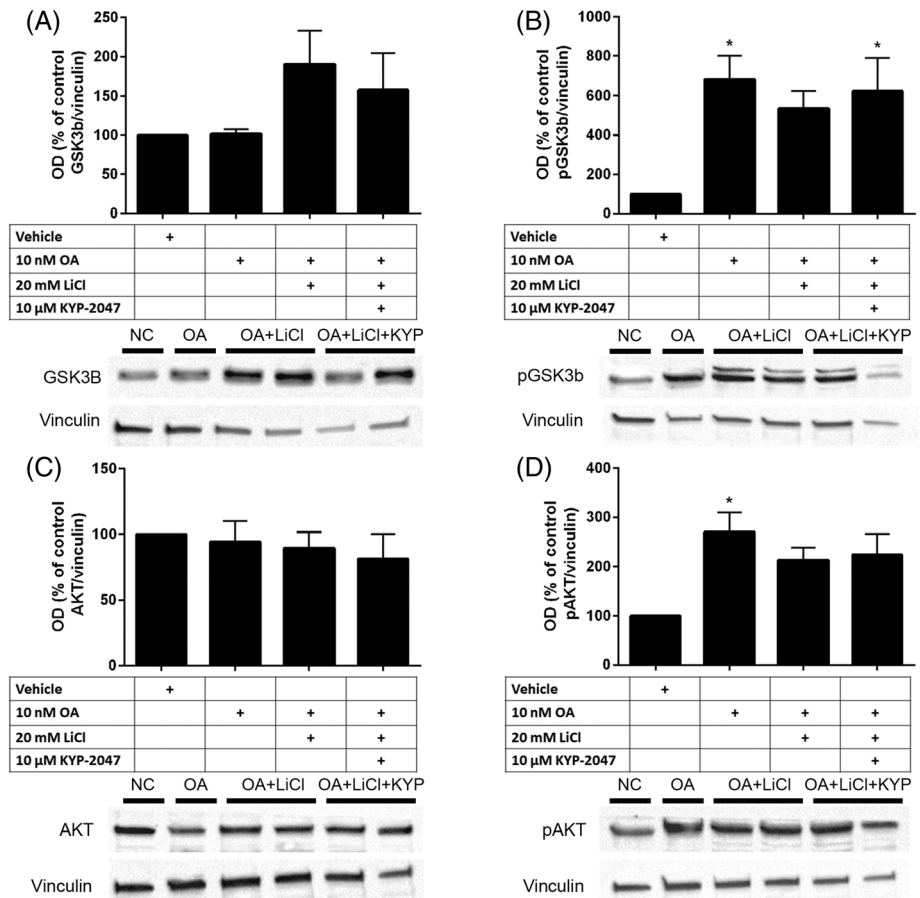 (A)
OD (% of control
GSK3b/vinculin)
250
200
150
100
50
0
Vehicle +
10 nM OA + + +
20 mM LiCl + +
10 µM KYP-2047 +
NC OA OA+LiCl OA+LiCl+KYP
GSK3B
Vinculin
(B)
OD (% of control
pGSK3b/vinculin)
1000
800
600
400
200
0
* *
Vehicle +
10 nM OA + + +
20 mM LiCl + +
10 µM KYP-2047 +
NC OA OA+LiCl OA+LiCl+KYP
pGSK3b
Vinculin
(C)
OD (% of control
AKT/vinculin)
150
100
50
0
Vehicle +
10 nM OA + + +
20 mM LiCl + +
10 µM KYP-2047 +
NC OA OA+LiCl OA+LiCl+KYP
AKT
Vinculin
(D)
OD (% of control
pAKT/vinculin)
400
300
200
100
0
*
Vehicle +
10 nM OA + + +
20 mM LiCl + +
10 µM KYP-2047 +
NC OA OA+LiCl OA+LiCl+KYP
pAKT
Vinculin